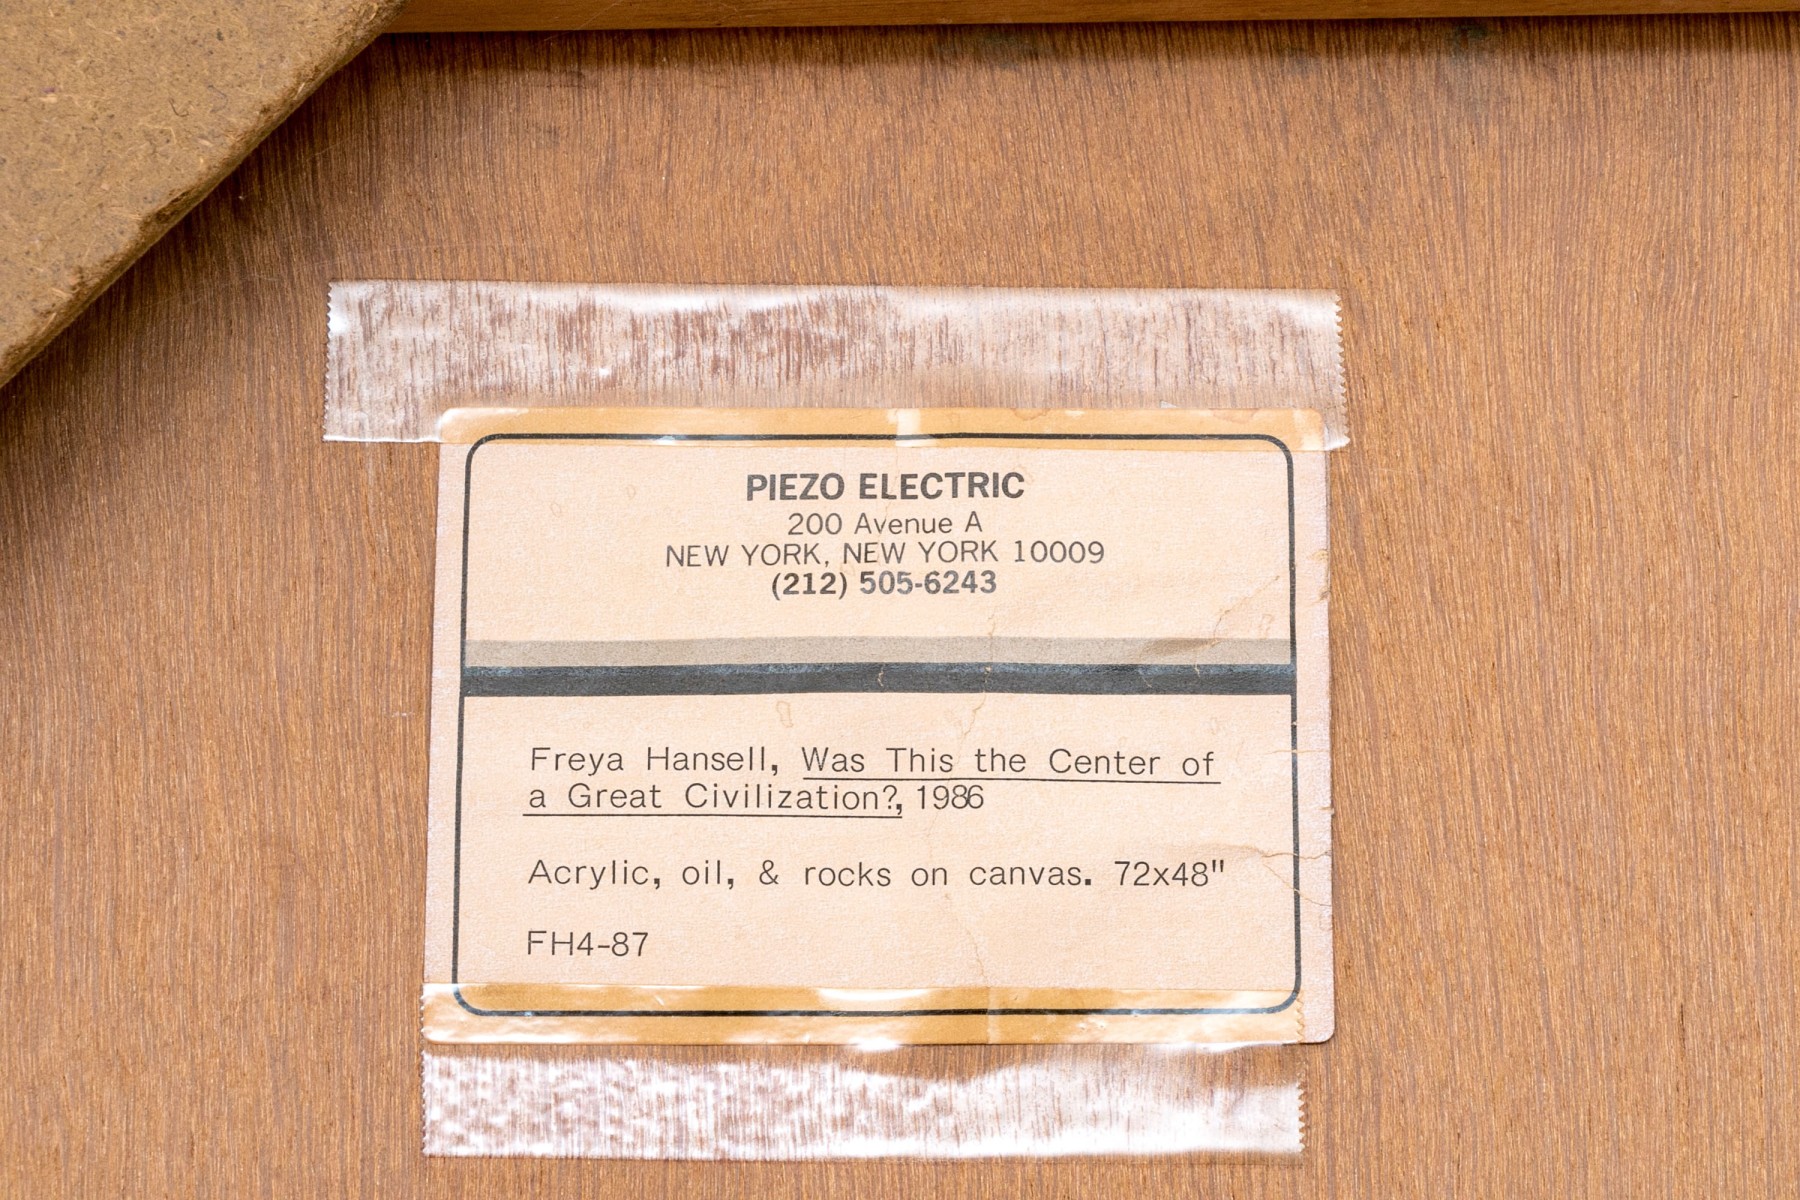 PIEZO ELECTRIC
200 Avenue A
NEW YORK, NEW YORK 10009
(212) 505-6243
Freya Hansell, Was This the Center of
a Great Civilization?, 1986
Acrylic, oil, & rocks on canvas. 72x48"
FH4-87